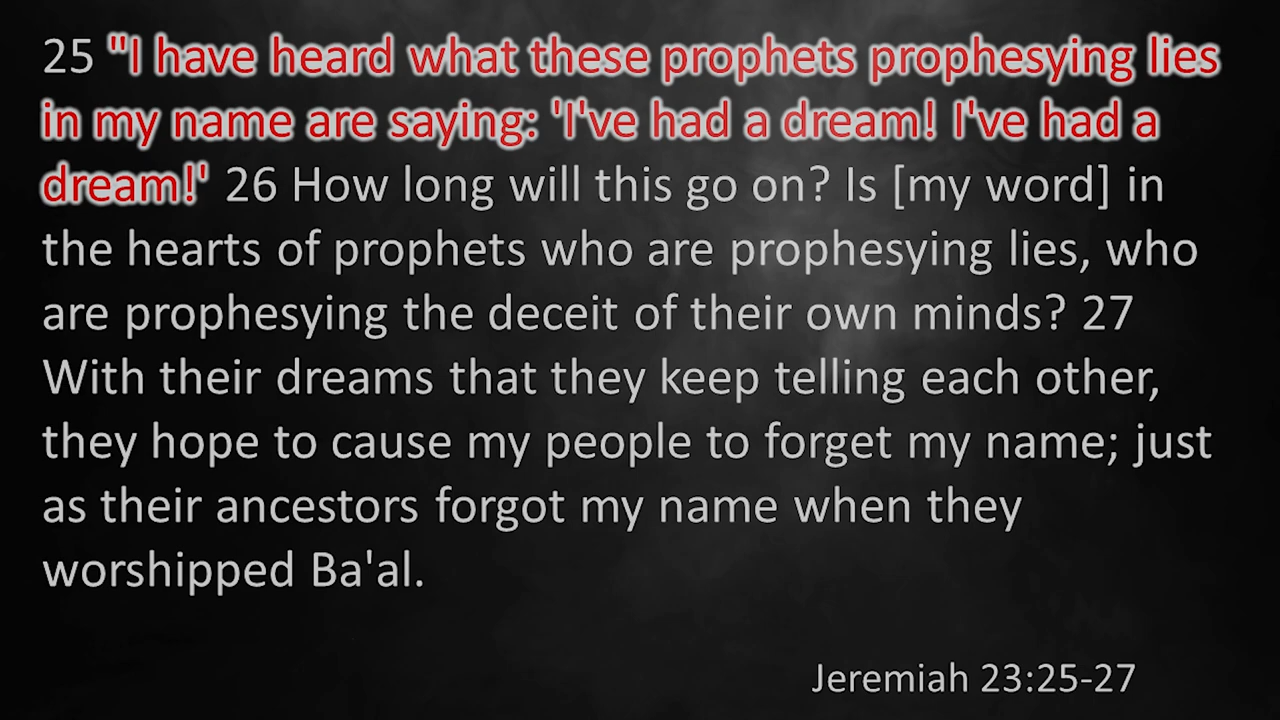 25 "I have heard what these prophets prophesying lies
in my name are saying: 'I've had a dream! I've had a
dream!' 26 How long will this go on? Is [my word] in
the hearts of prophets who are prophesying lies, who
are prophesying the deceit of their own minds? 27
With their dreams that they keep telling each other,
they hope to cause my people to forget my name; just
as their ancestors forgot my name when they
worshipped Ba'al.
Jeremiah 23:25-27